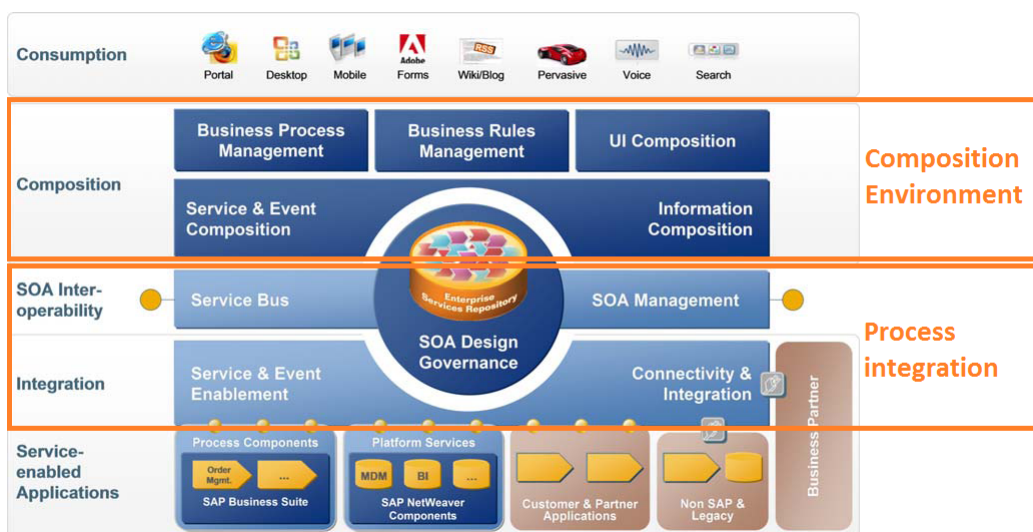 Consumption
Portal
Desktop
Mobile
Adobe
Forms
RSS
Wiki/Blog
Pervasive
Voice
Search
Composition
Business Process
Management
Business Rules
Management
UI Composition
Service & Event
Composition
Information
Composition
Composition
Environment
Enterprise
Services Repository
SOA Design
Governance
SOA Inter-
operability
Service Bus
SOA Management
Process
integration
Integration
Service & Event
Enablement
Connectivity &
Integration
Business Partner
Service-
enabled
Applications
Process Components
Order
Mgmt.
...
SAP Business Suite
Platform Services
MDM
BI
...
SAP NetWeaver
Components
Customer & Partner
Applications
Non SAP &
Legacy